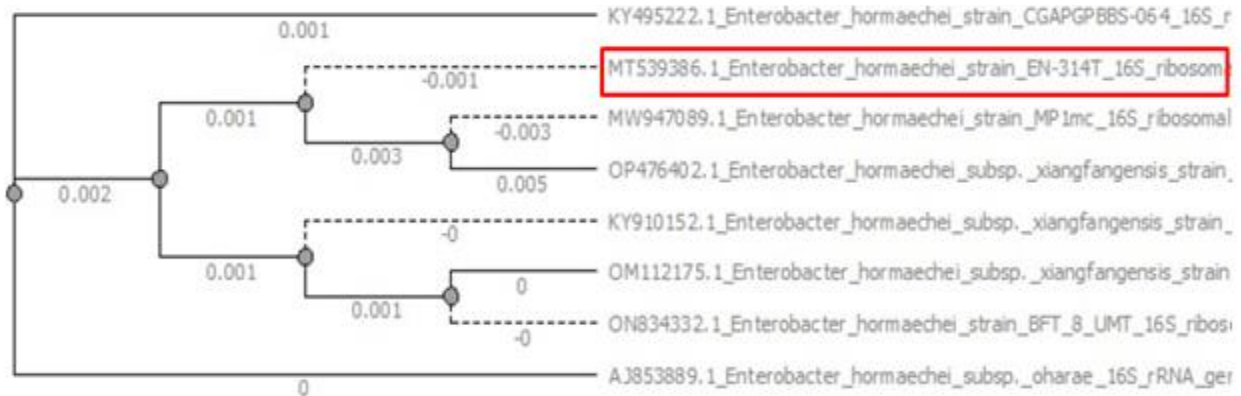 KY495222.1_Enterobacter_hormaechei_strain_CGAPGPBBS-064_16S_r
0.001
MT539386.1_Enterobacter_hormaechei_strain_EN-314T_16S_ribosom
-0.001
0.001
MW947089.1_Enterobacter_hormaechei_strain_MP1mc_16S_ribosomal
-0.003
0.003
OP476402.1_Enterobacter_hormaechei_subsp._xiangfangensis_strain_
0.005
0.002
KY910152.1_Enterobacter_hormaechei_subsp._xiangfangensis_strain_
-0
0.001
OM112175.1_Enterobacter_hormaechei_subsp._xiangfangensis_strain
0
0.001
ON834332.1_Enterobacter_hormaechei_strain_BFT_8_UMT_16S_ribos
-0
AJ853889.1_Enterobacter_hormaechei_subsp._oharae_16S_rRNA_ger
0